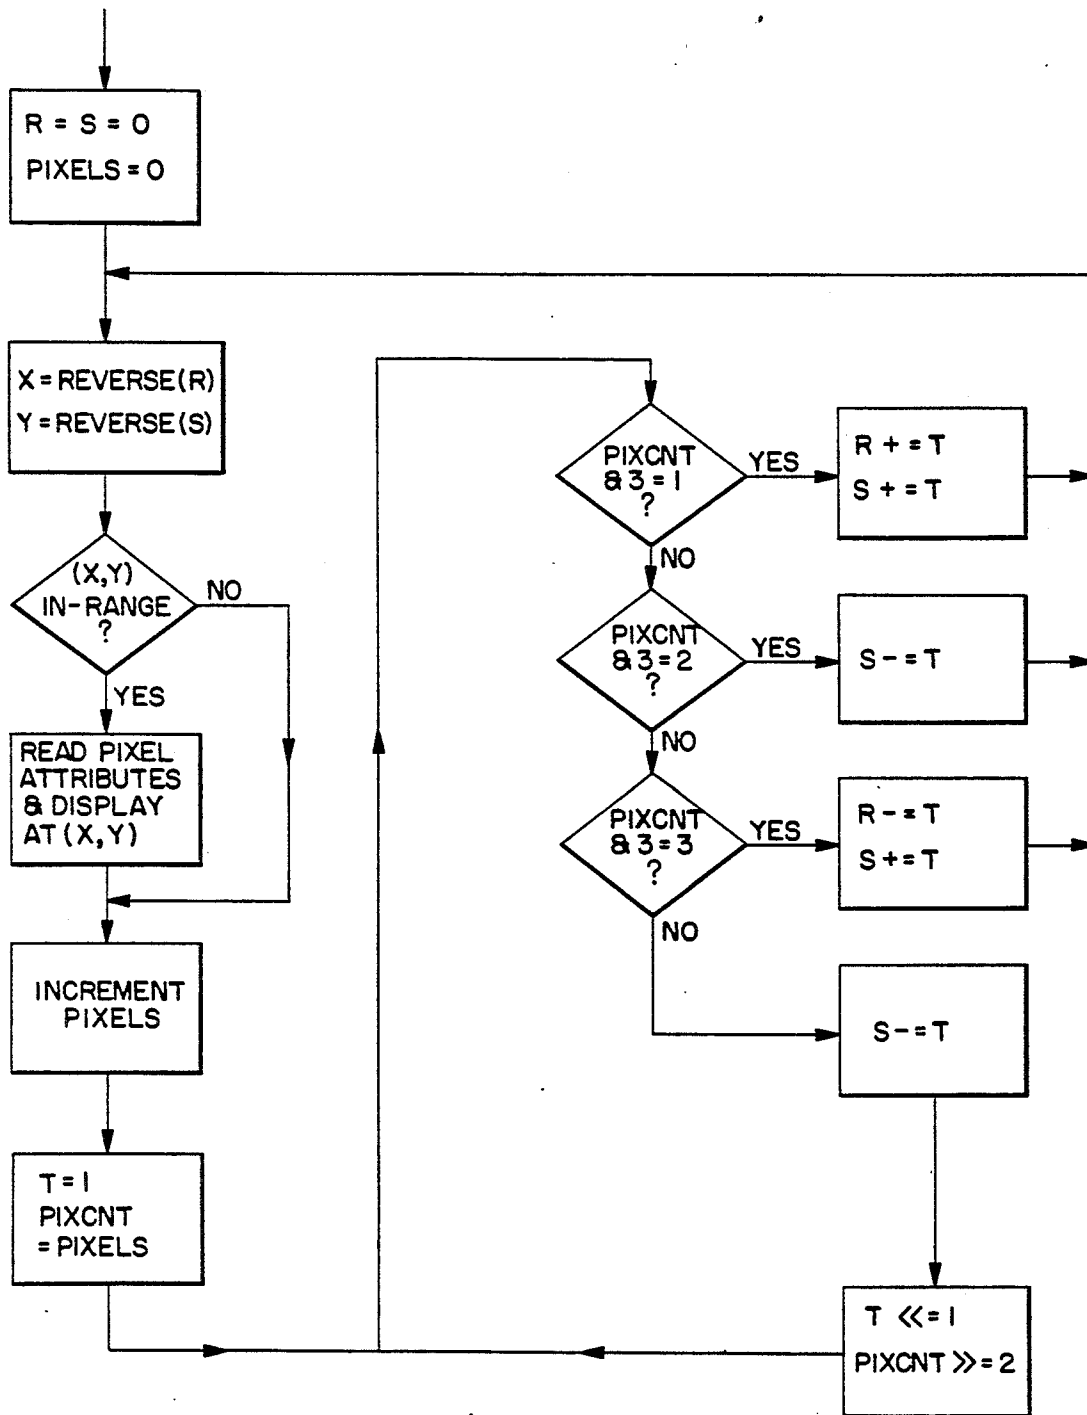 R = S = 0
PIXELS = 0
X = REVERSE(R)
Y = REVERSE(S)
(X,Y)
IN-RANGE
?
NO
YES
READ PIXEL
ATTRIBUTES
& DISPLAY
AT (X,Y)
INCREMENT
PIXELS
T = 1
PIXCNT
= PIXELS
PIXCNT
& 3 = 1
?
YES
R + = T
S + = T
NO
PIXCNT
& 3 = 2
?
YES
S - = T
NO
PIXCNT
& 3 = 3
?
YES
R - = T
S + = T
NO
S - = T
T <<= 1
PIXCNT >>= 2